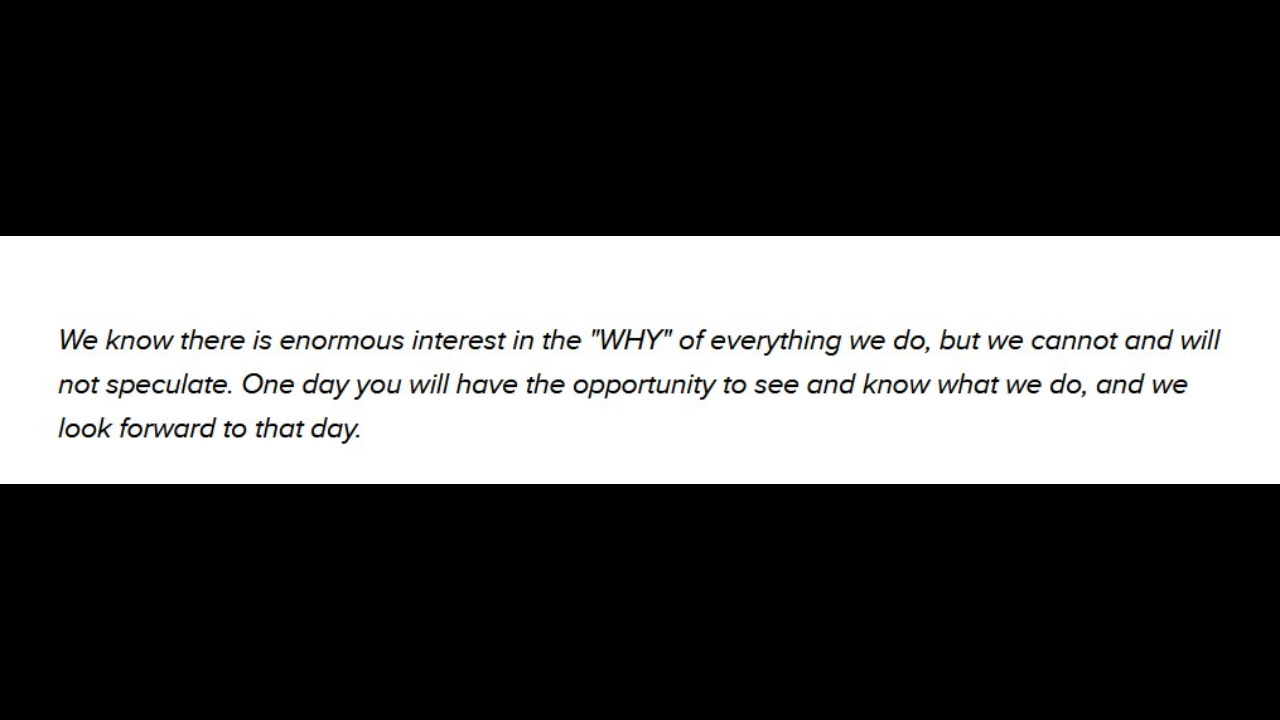 We know there is enormous interest in the "WHY" of everything we do, but we cannot and will
not speculate. One day you will have the opportunity to see and know what we do, and we
look forward to that day.